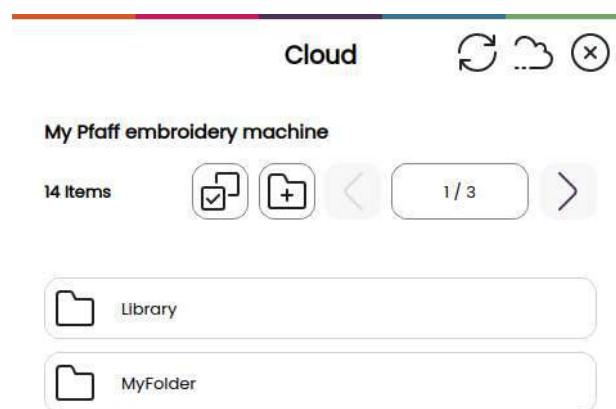 Cloud
My Pfaff embroidery machine
14 Items
1 / 3
Library
MyFolder